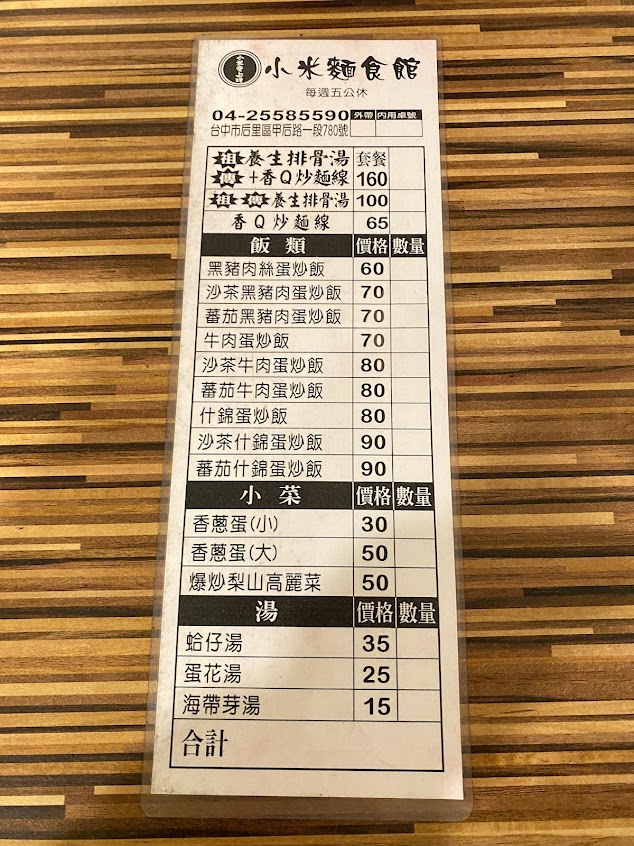 小米麵食館
每週五公休
04-25585590 外帶 內用桌號
台中市后里區甲后路一段780號
祖養生排骨湯 套餐
傳+香Q炒麵線 160
祖傳養生排骨湯 100
香Q炒麵線 65
飯類 價格 數量
黑豬肉絲蛋炒飯 60
沙茶黑豬肉蛋炒飯 70
蕃茄黑豬肉蛋炒飯 70
牛肉蛋炒飯 70
沙茶牛肉蛋炒飯 80
蕃茄牛肉蛋炒飯 80
什錦蛋炒飯 80
沙茶什錦蛋炒飯 90
蕃茄什錦蛋炒飯 90
小菜 價格 數量
香蔥蛋(小) 30
香蔥蛋(大) 50
爆炒梨山高麗菜 50
湯 價格 數量
蛤仔湯 35
蛋花湯 25
海帶芽湯 15
合計